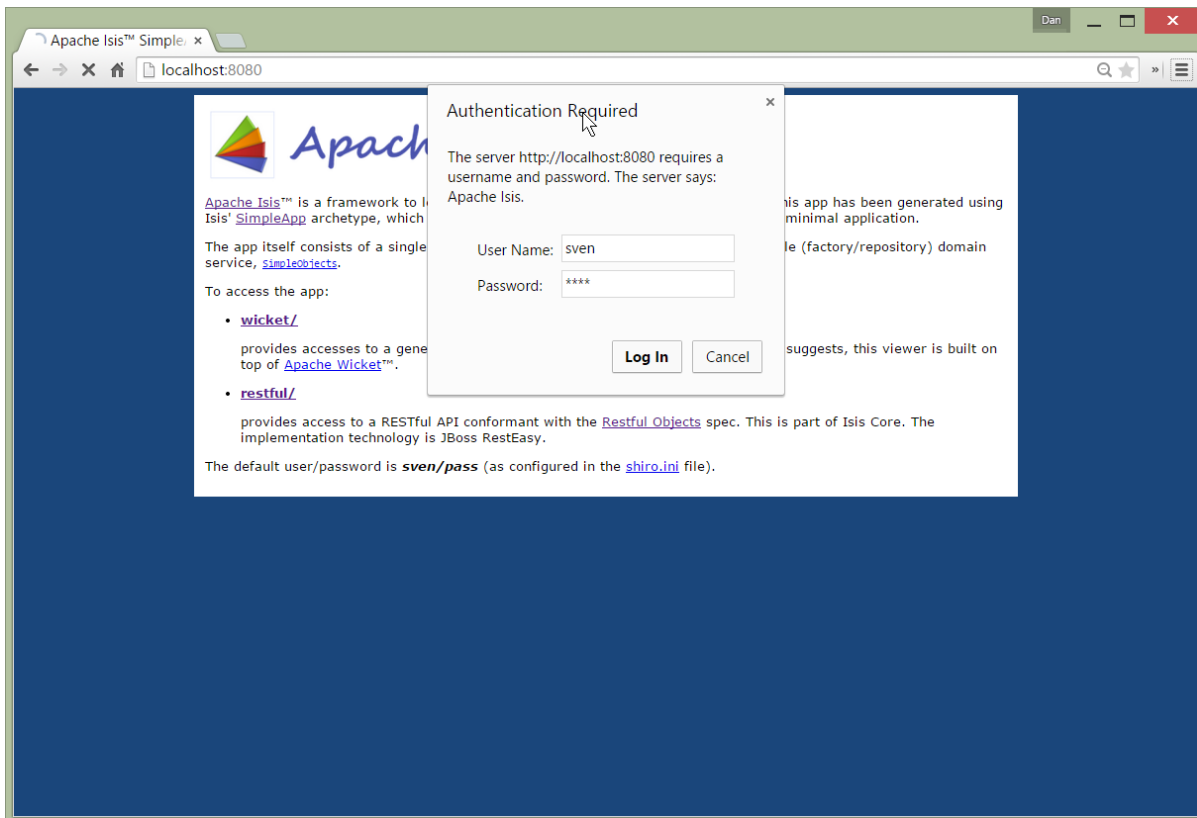 Dan
Apache Isis™ Simple
localhost:8080
Authentication Required
The server http://localhost:8080 requires a
username and password. The server says:
Apache Isis.
User Name: sven
Password: ****
Log In Cancel
Apach
Apache Isis™ is a framework to his app has been generated using
Isis' SimpleApp archetype, which minimal application.
The app itself consists of a single (factory/repository) domain
service, SimpleObjects.
To access the app:
• wicket/
provides accesses to a suggests, this viewer is built on
top of Apache Wicket™.
• restful/
provides access to a RESTful API conformant with the Restful Objects spec. This is part of Isis Core. The
implementation technology is JBoss RestEasy.
The default user/password is sven/pass (as configured in the shiro.ini file).